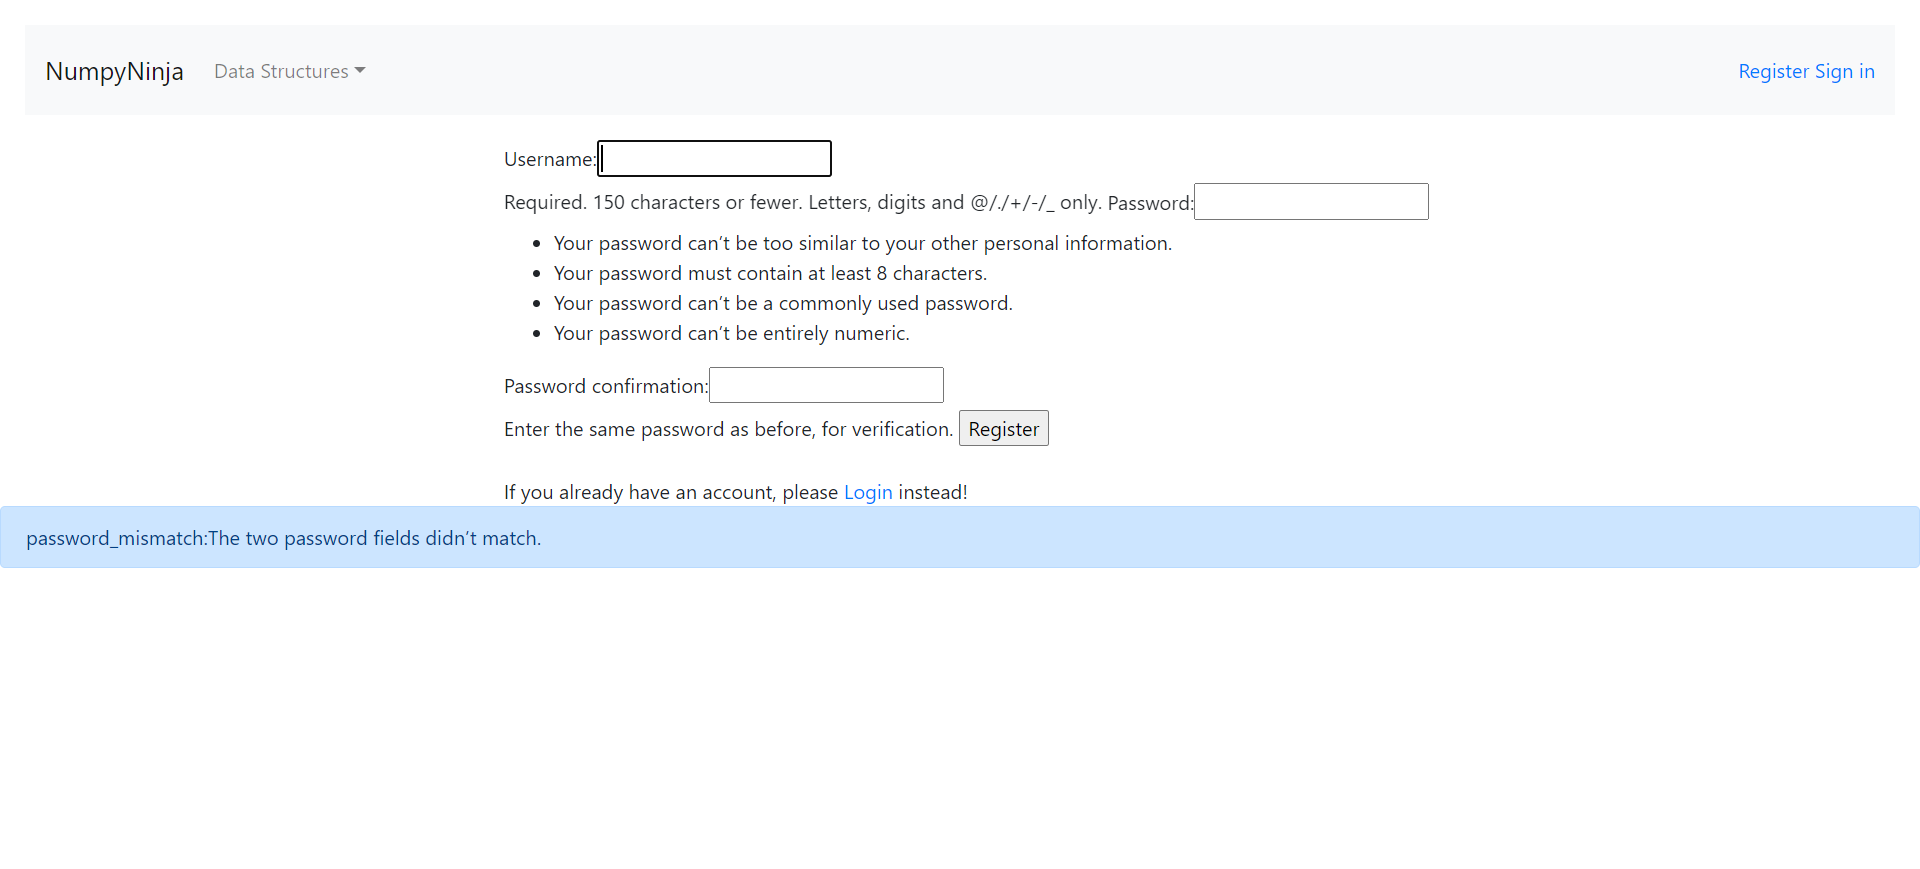 NumpyNinja Data Structures Register Sign in
Username:
Required. 150 characters or fewer. Letters, digits and @/./+/-/_ only. Password:
Your password can’t be too similar to your other personal information.
Your password must contain at least 8 characters.
Your password can’t be a commonly used password.
Your password can’t be entirely numeric.
Password confirmation:
Enter the same password as before, for verification. Register
If you already have an account, please Login instead!
password_mismatch:The two password fields didn’t match.